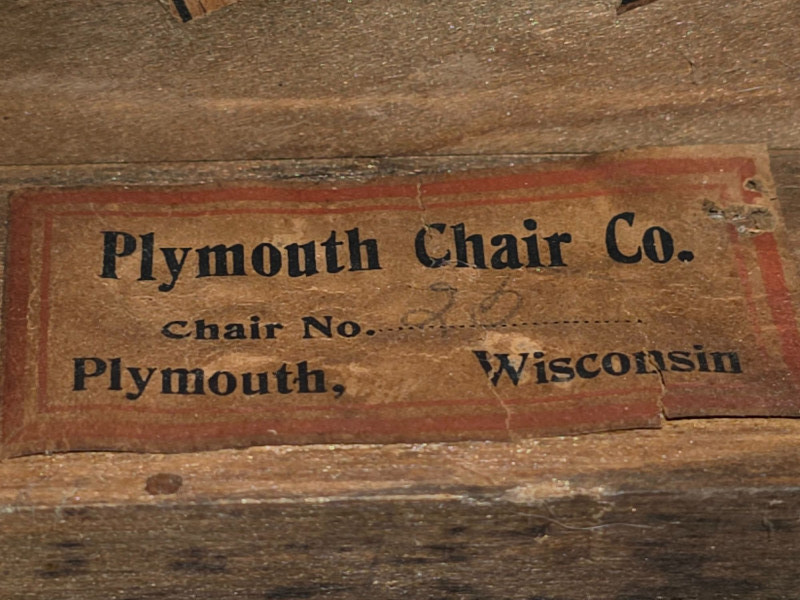 Plymouth Chair Co.
Chair No.
Plymouth, Wisconsin